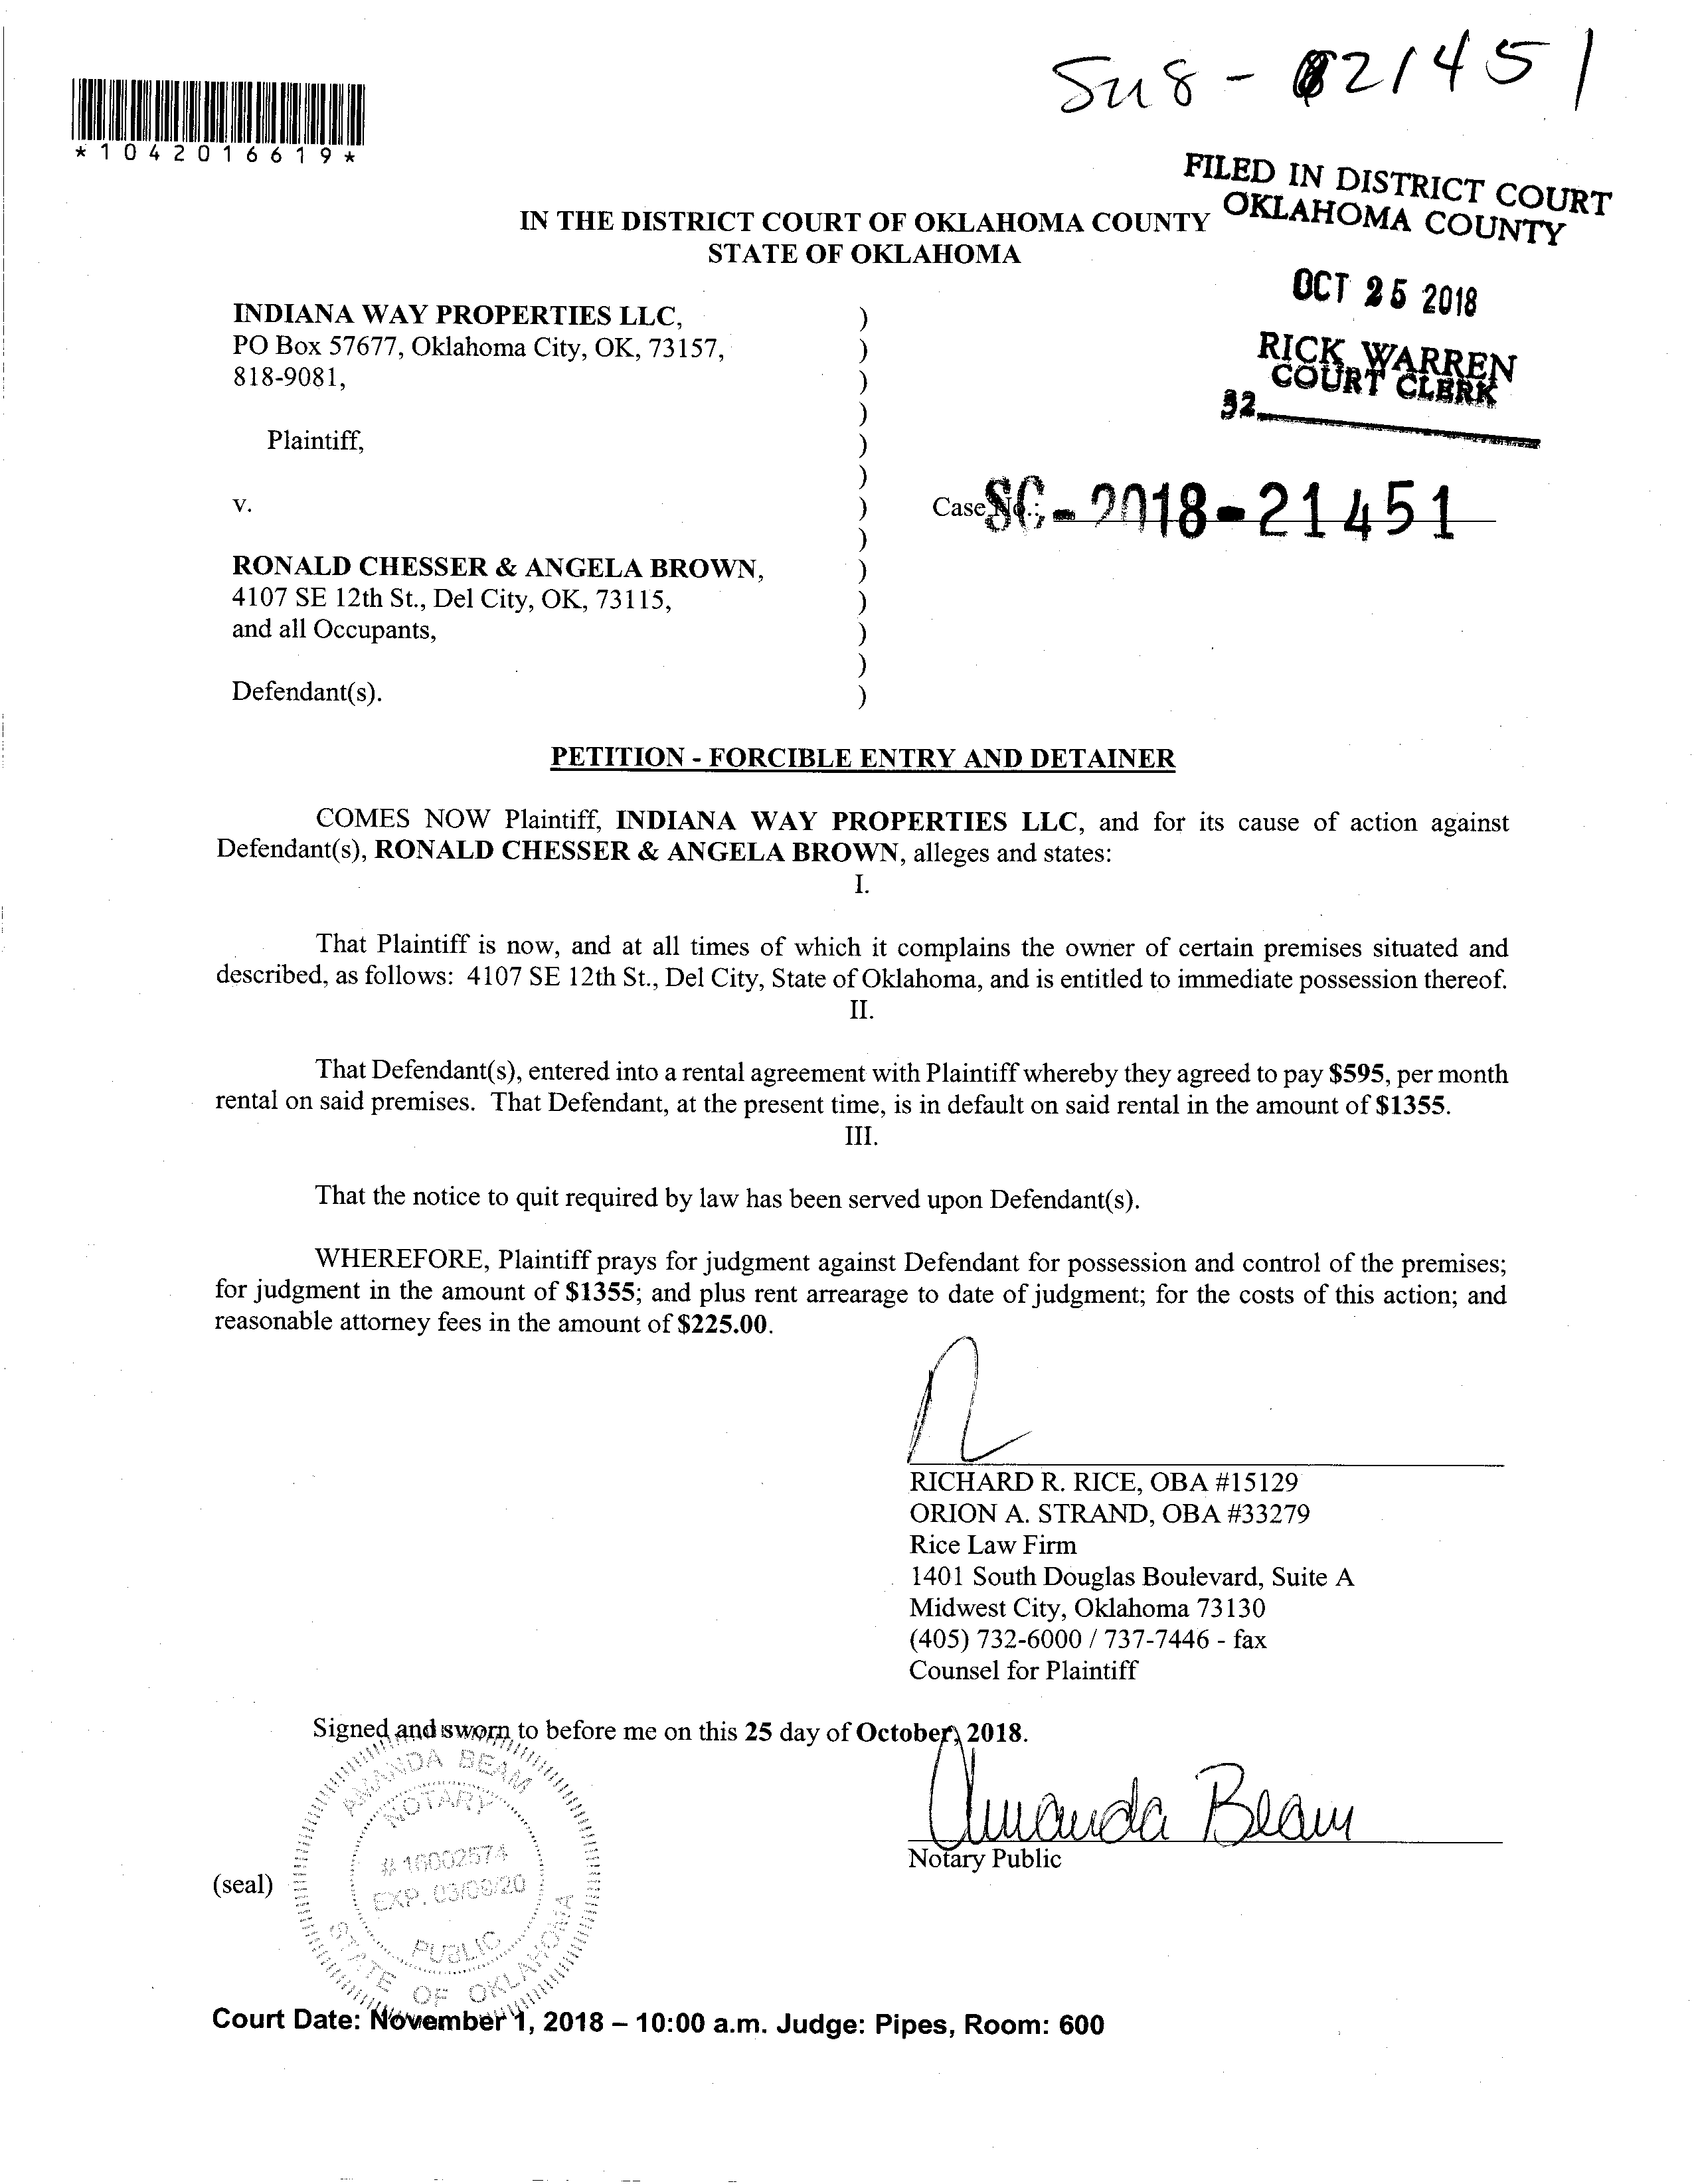 *1042016619*
21451
FILED IN DISTRICT COURT
OKLAHOMA COUNTY
OCT 25 2018
RICK WARREN
COURT CLERK
32
IN THE DISTRICT COURT OF OKLAHOMA COUNTY
STATE OF OKLAHOMA
INDIANA WAY PROPERTIES LLC, )
PO Box 57677, Oklahoma City, OK, 73157, )
818-9081, )
)
Plaintiff, )
)
v. ) Case No.: SC-2018-21451
)
RONALD CHESSER & ANGELA BROWN, )
4107 SE 12th St., Del City, OK, 73115, )
and all Occupants, )
)
Defendant(s). )
PETITION - FORCIBLE ENTRY AND DETAINER
COMES NOW Plaintiff, INDIANA WAY PROPERTIES LLC, and for its cause of action against
Defendant(s), RONALD CHESSER & ANGELA BROWN, alleges and states:
I.
That Plaintiff is now, and at all times of which it complains the owner of certain premises situated and
described, as follows: 4107 SE 12th St., Del City, State of Oklahoma, and is entitled to immediate possession thereof.
II.
That Defendant(s), entered into a rental agreement with Plaintiff whereby they agreed to pay $595, per month
rental on said premises. That Defendant, at the present time, is in default on said rental in the amount of $1355.
III.
That the notice to quit required by law has been served upon Defendant(s).
WHEREFORE, Plaintiff prays for judgment against Defendant for possession and control of the premises;
for judgment in the amount of $1355; and plus rent arrearage to date of judgment; for the costs of this action; and
reasonable attorney fees in the amount of $225.00.
RICHARD R. RICE, OBA #15129
ORION A. STRAND, OBA #33279
Rice Law Firm
1401 South Douglas Boulevard, Suite A
Midwest City, Oklahoma 73130
(405) 732-6000 / 737-7446 - fax
Counsel for Plaintiff
Signed and sworn to before me on this 25 day of October, 2018.
Amanda Beam
Notary Public
(seal)
AMANDA BEAM
NOTARY
# 16002574
EXP. 03/08/20
PUBLIC
STATE OF OKLAHOMA
Court Date: November 1, 2018 – 10:00 a.m. Judge: Pipes, Room: 600